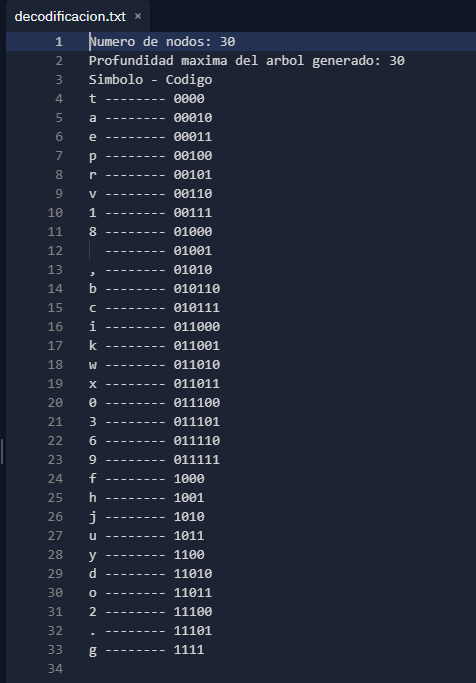 decodificacion.txt ×
1 Numero de nodos: 30
2 Profundidad maxima del arbol generado: 30
3 Simbolo - Codigo
4 t -------- 0000
5 a -------- 00010
6 e -------- 00011
7 p -------- 00100
8 r -------- 00101
9 v -------- 00110
10 1 -------- 00111
11 8 -------- 01000
12   -------- 01001
13 , -------- 01010
14 b -------- 010110
15 c -------- 010111
16 i -------- 011000
17 k -------- 011001
18 w -------- 011010
19 x -------- 011011
20 0 -------- 011100
21 3 -------- 011101
22 6 -------- 011110
23 9 -------- 011111
24 f -------- 1000
25 h -------- 1001
26 j -------- 1010
27 u -------- 1011
28 y -------- 1100
29 d -------- 11010
30 o -------- 11011
31 2 -------- 11100
32 . -------- 11101
33 g -------- 1111
34